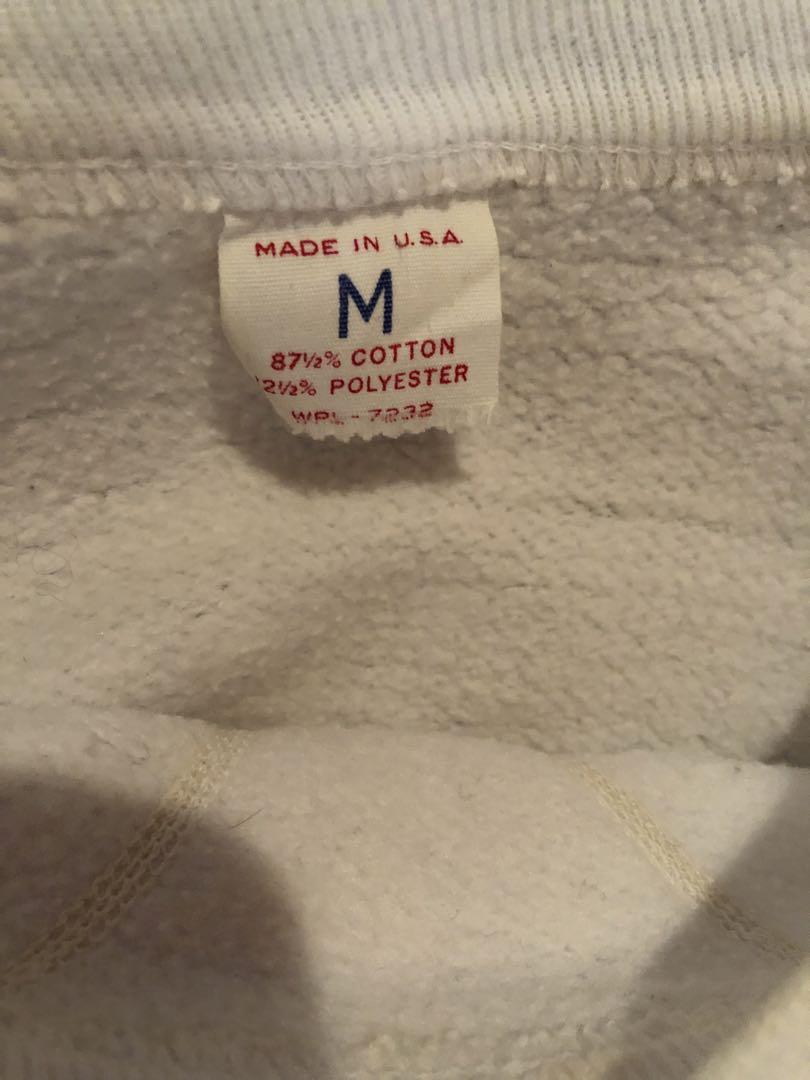 MADE IN U.S.A.
M
87½% COTTON
12½% POLYESTER
WPL - 7232